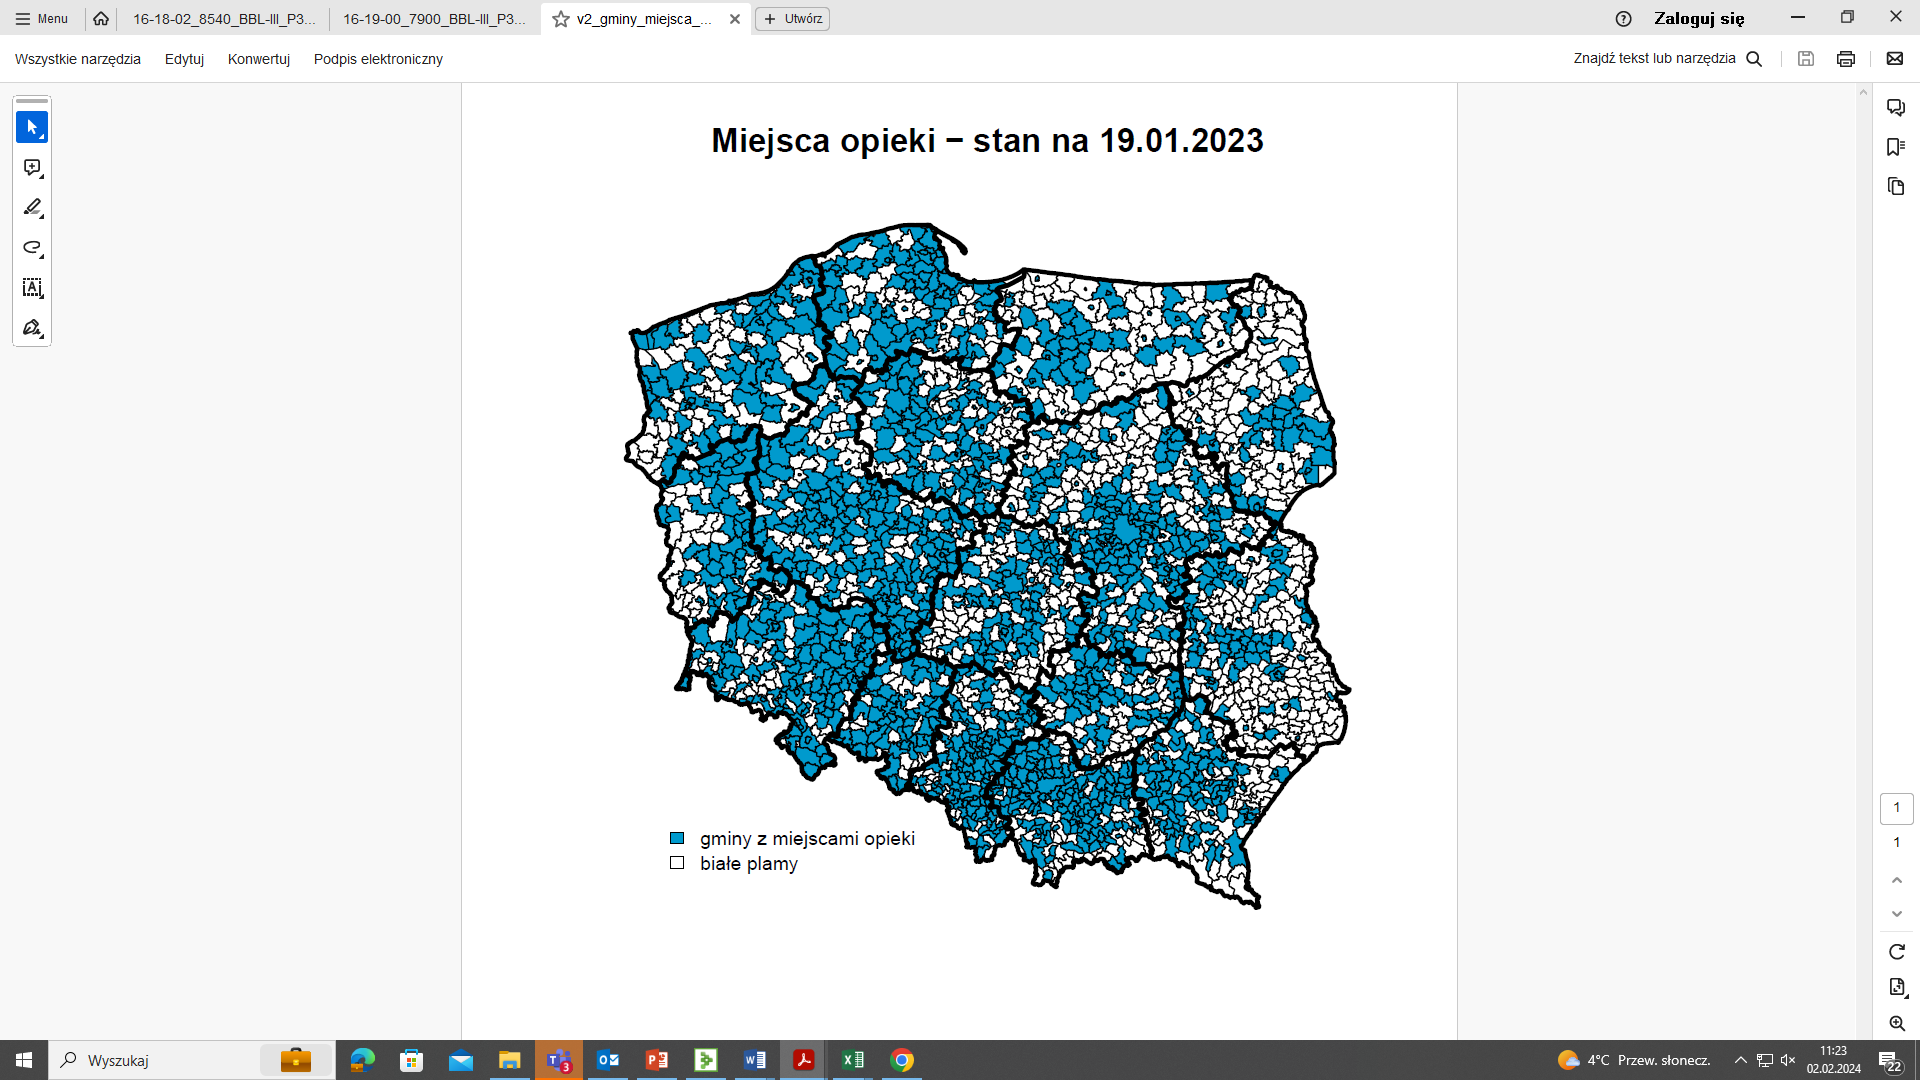 Menu
16-18-02_8540_BBL-III_P3...
16-19-00_7900_BBL-III_P3...
v2_gminy_miejsca_...
Utwórz
Zaloguj się
Wszystkie narzędzia
Edytuj
Konwertuj
Podpis elektroniczny
Znajdź tekst lub narzędzia
Miejsca opieki – stan na 19.01.2023
gminy z miejscami opieki
białe plamy
1
1
Wyszukaj
3
4°C Przew. słonecz.
11:23
02.02.2024
22